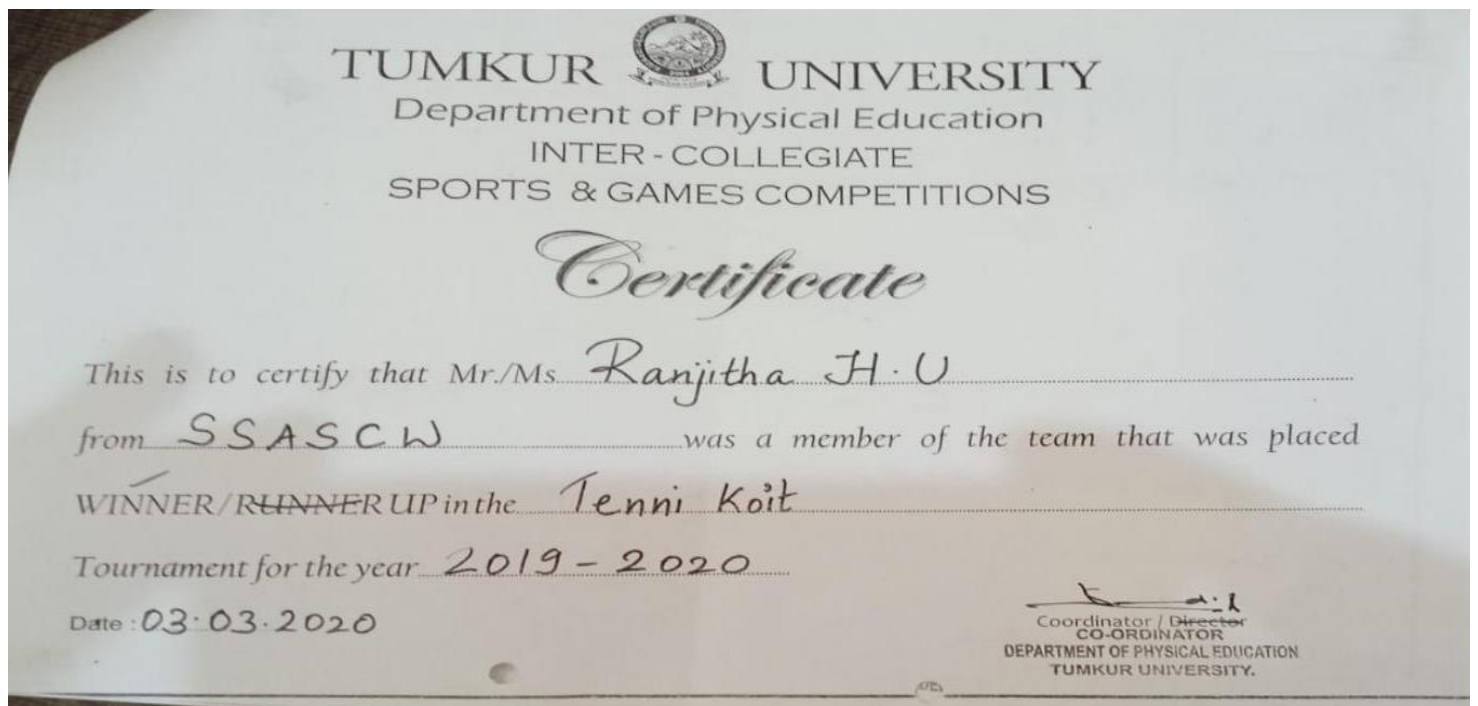 TUMKUR UNIVERSITY
Department of Physical Education
INTER - COLLEGIATE
SPORTS & GAMES COMPETITIONS
Certificate
This is to certify that Mr./Ms Ranjitha H.U
from SSASCW was a member of the team that was placed
WINNER/RUNNER UP in the Tenni Koit
Tournament for the year 2019-2020
Date : 03.03.2020
Coordinator / Director
CO-ORDINATOR
DEPARTMENT OF PHYSICAL EDUCATION
TUMKUR UNIVERSITY.